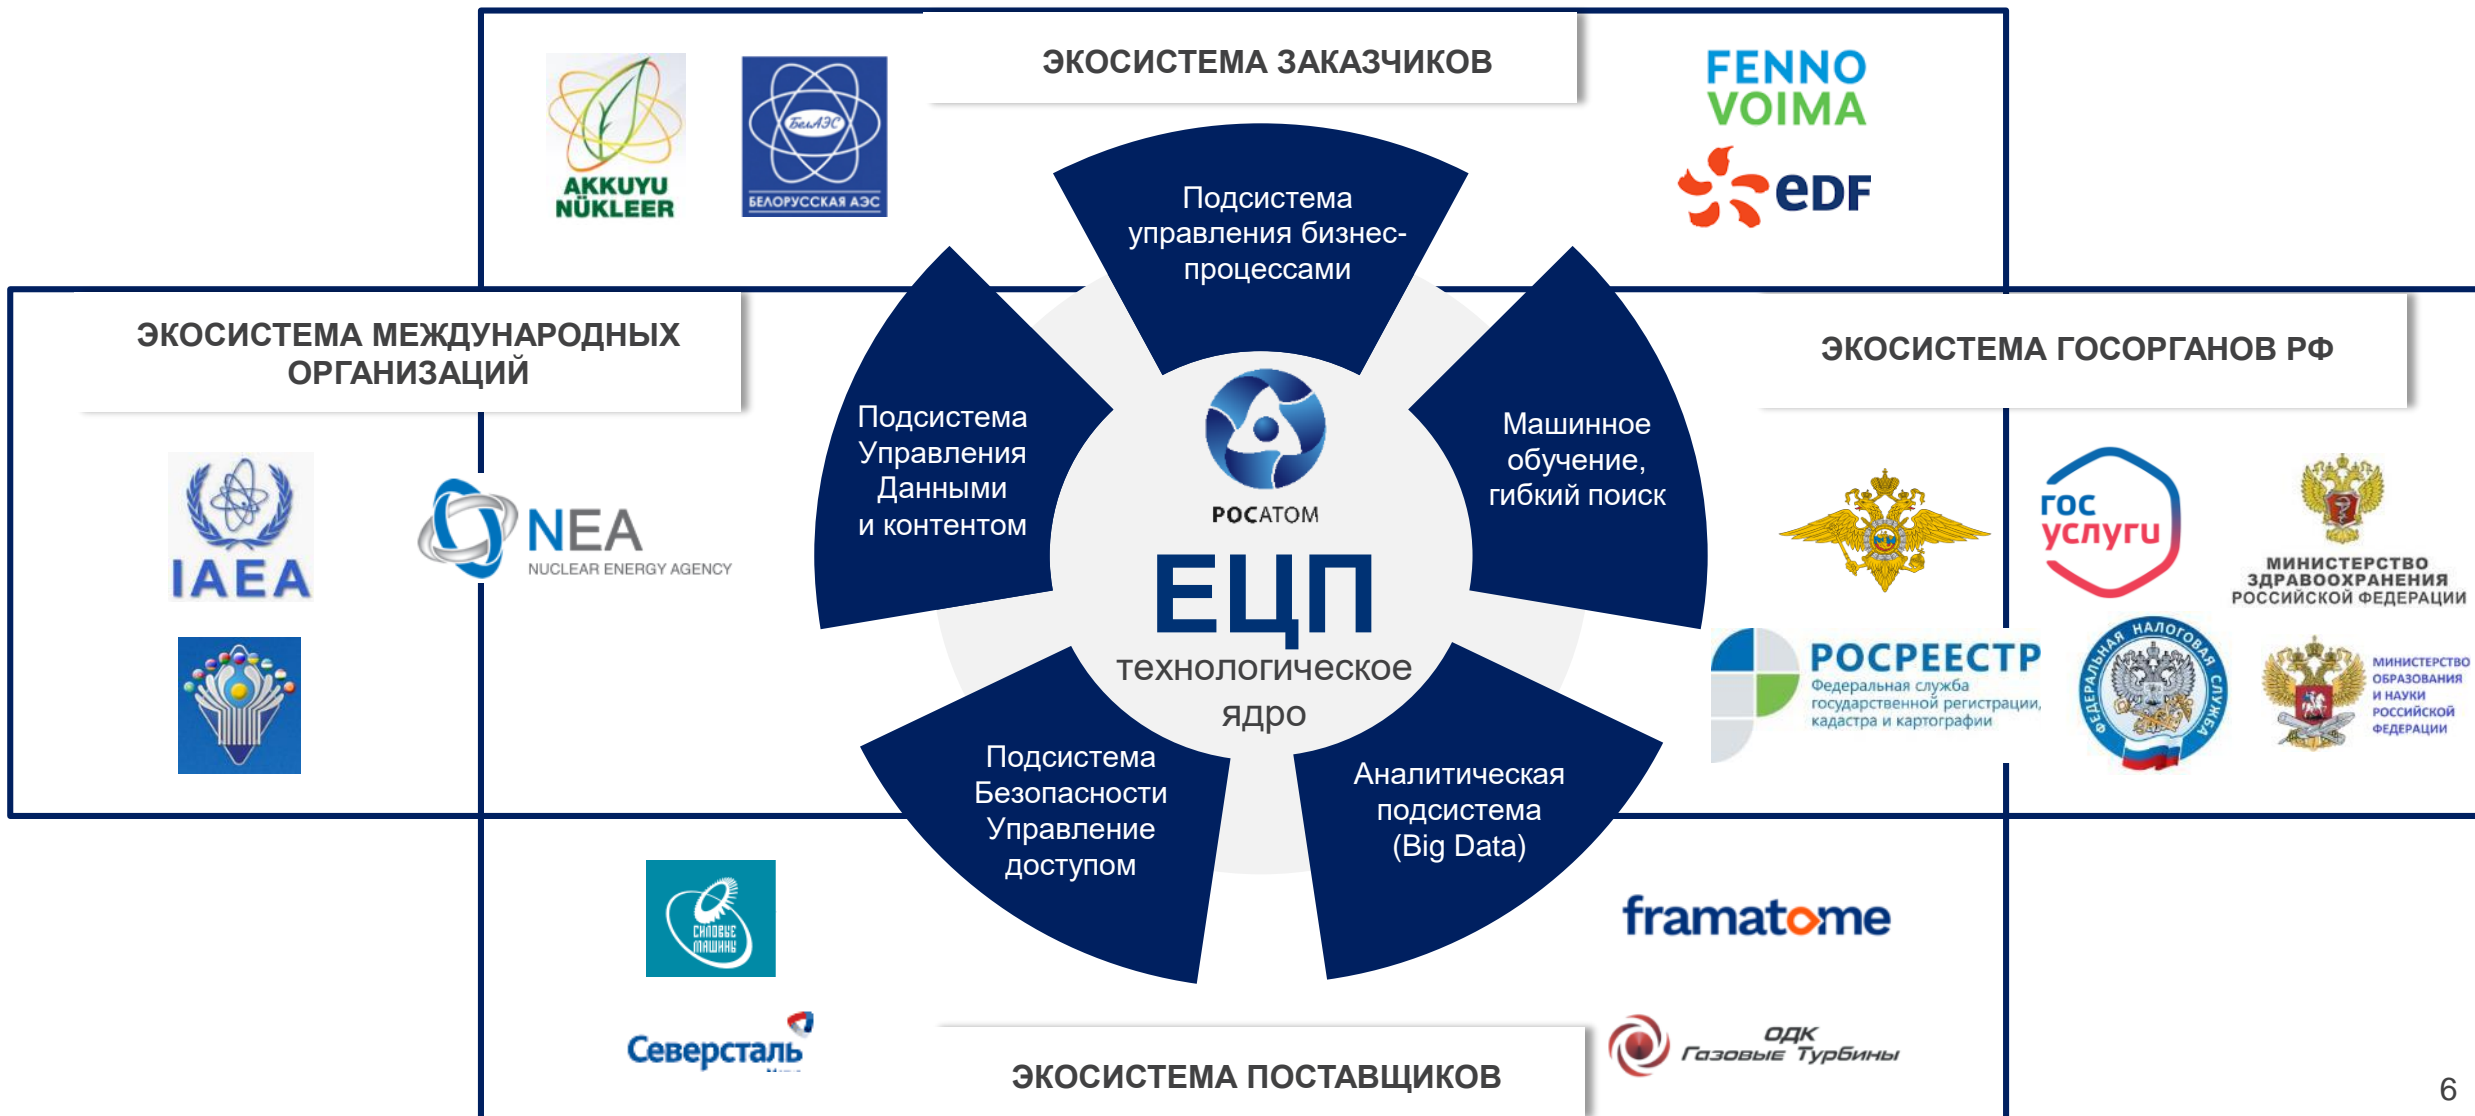 ЭКОСИСТЕМА ЗАКАЗЧИКОВ
AKKUYU
NÜKLEER
БелАЭС
БЕЛОРУССКАЯ АЭС
FENNO
VOIMA
eDF
Подсистема
управления бизнес-
процессами
ЭКОСИСТЕМА МЕЖДУНАРОДНЫХ
ОРГАНИЗАЦИЙ
IAEA
NEA
NUCLEAR ENERGY AGENCY
Подсистема
Управления
Данными
и контентом
РОСАТОМ
ЕЦП
технологическое
ядро
Машинное
обучение,
гибкий поиск
ЭКОСИСТЕМА ГОСОРГАНОВ РФ
гос
услуги
МИНИСТЕРСТВО
ЗДРАВООХРАНЕНИЯ
РОССИЙСКОЙ ФЕДЕРАЦИИ
РОСРЕЕСТР
Федеральная служба
государственной регистрации,
кадастра и картографии
ФЕДЕРАЛЬНАЯ НАЛОГОВАЯ СЛУЖБА
МИНИСТЕРСТВО
ОБРАЗОВАНИЯ
И НАУКИ
РОССИЙСКОЙ
ФЕДЕРАЦИИ
Подсистема
Безопасности
Управление
доступом
Аналитическая
подсистема
(Big Data)
СИЛОВЫЕ
МАШИНЫ
Северсталь
framatome
ОДК
Газовые Турбины
ЭКОСИСТЕМА ПОСТАВЩИКОВ
6